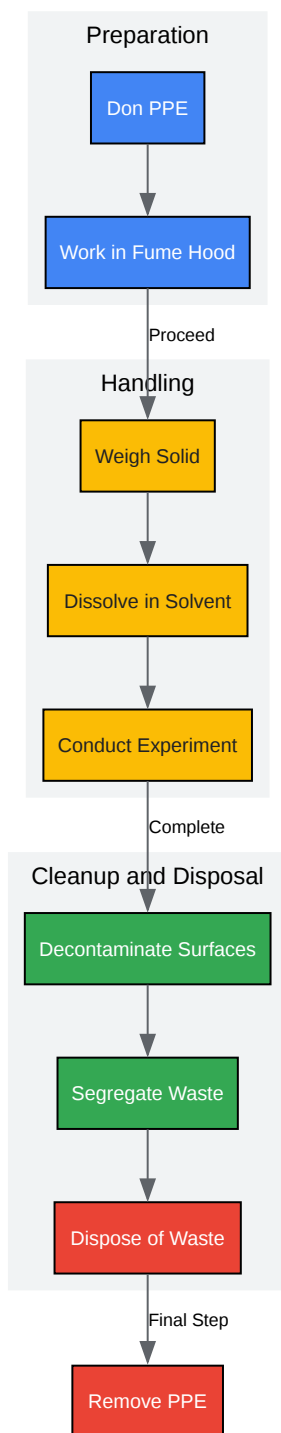 Preparation
Don PPE
Work in Fume Hood
Proceed
Handling
Weigh Solid
Dissolve in Solvent
Conduct Experiment
Complete
Cleanup and Disposal
Decontaminate Surfaces
Segregate Waste
Dispose of Waste
Final Step
Remove PPE